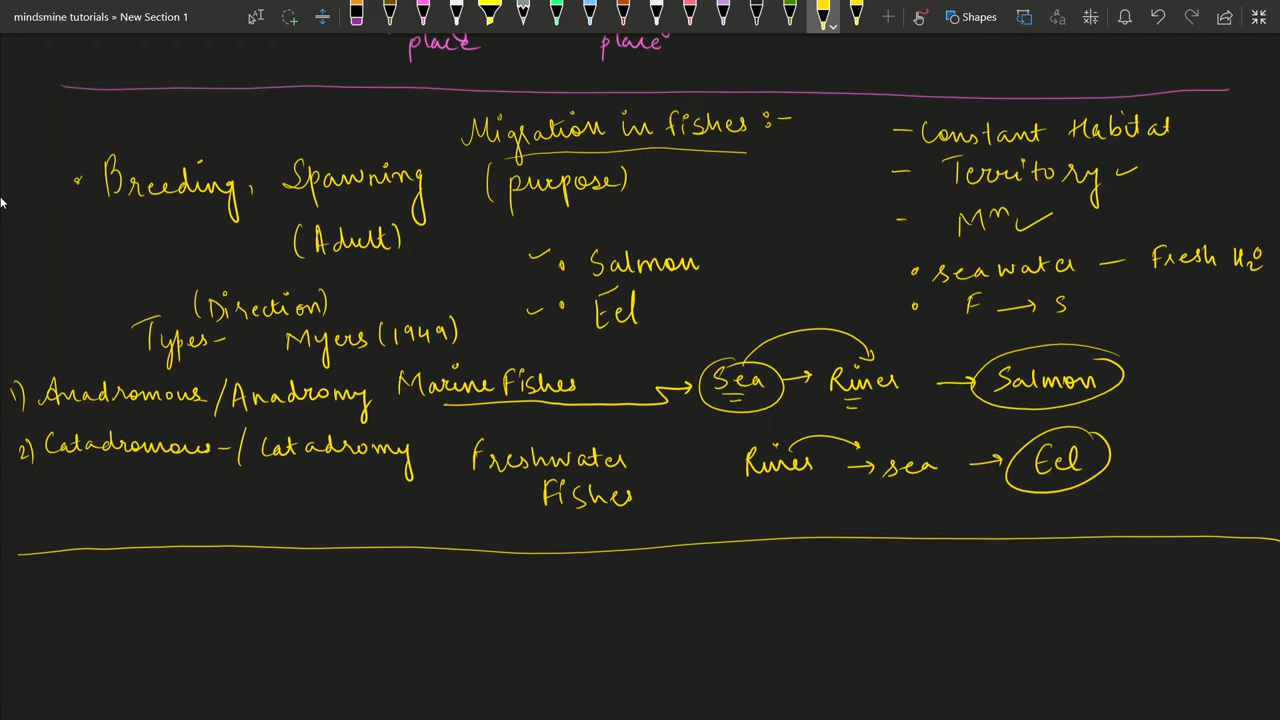 mindsmine tutorials » New Section 1
Shapes
place place
Migration in fishes :-
(purpose)
• Breeding, Spawning
(Adult)
• Salmon
• Eel
- Constant Habitat
- Territory ✓
- Mⁿ ✓
• sea water - Fresh H₂O
• F → S
(Direction)
Types- Myers (1949)
1) Anadromous / Anadromy Marine Fishes → Sea → River → Salmon
2) Catadromous - / Catadromy Freshwater Fishes River → sea → Eel